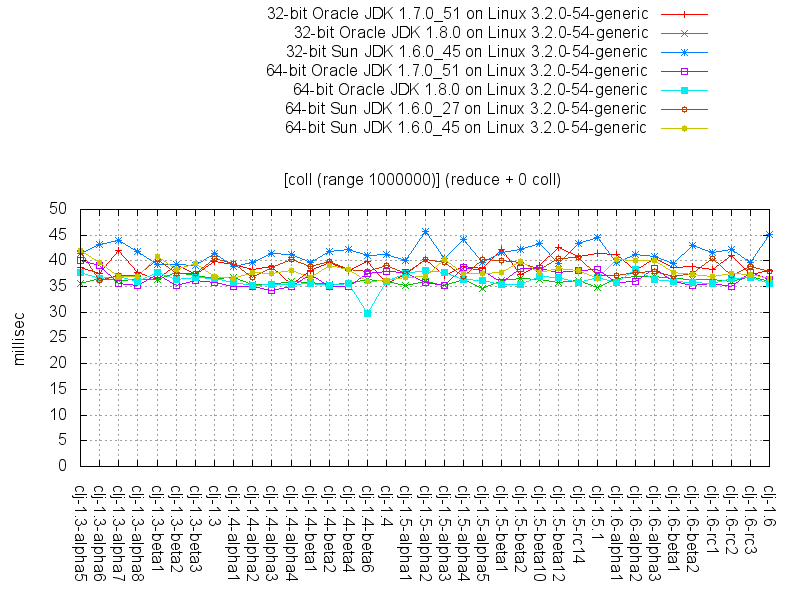 32-bit Oracle JDK 1.7.0_51 on Linux 3.2.0-54-generic
32-bit Oracle JDK 1.8.0 on Linux 3.2.0-54-generic
32-bit Sun JDK 1.6.0_45 on Linux 3.2.0-54-generic
64-bit Oracle JDK 1.7.0_51 on Linux 3.2.0-54-generic
64-bit Oracle JDK 1.8.0 on Linux 3.2.0-54-generic
64-bit Sun JDK 1.6.0_27 on Linux 3.2.0-54-generic
64-bit Sun JDK 1.6.0_45 on Linux 3.2.0-54-generic
[coll (range 1000000)] (reduce + 0 coll)
millisec
50
45
40
35
30
25
20
15
10
5
0
clj-1.3-alpha5
clj-1.3-alpha6
clj-1.3-alpha7
clj-1.3-alpha8
clj-1.3-beta1
clj-1.3-beta2
clj-1.3-beta3
clj-1.3
clj-1.4-alpha1
clj-1.4-alpha2
clj-1.4-alpha3
clj-1.4-alpha4
clj-1.4-beta1
clj-1.4-beta2
clj-1.4-beta4
clj-1.4-beta6
clj-1.4
clj-1.5-alpha1
clj-1.5-alpha2
clj-1.5-alpha3
clj-1.5-alpha4
clj-1.5-alpha5
clj-1.5-beta1
clj-1.5-beta2
clj-1.5-beta10
clj-1.5-beta12
clj-1.5-rc14
clj-1.5.1
clj-1.6-alpha1
clj-1.6-alpha2
clj-1.6-alpha3
clj-1.6-beta1
clj-1.6-beta2
clj-1.6-rc1
clj-1.6-rc2
clj-1.6-rc3
clj-1.6